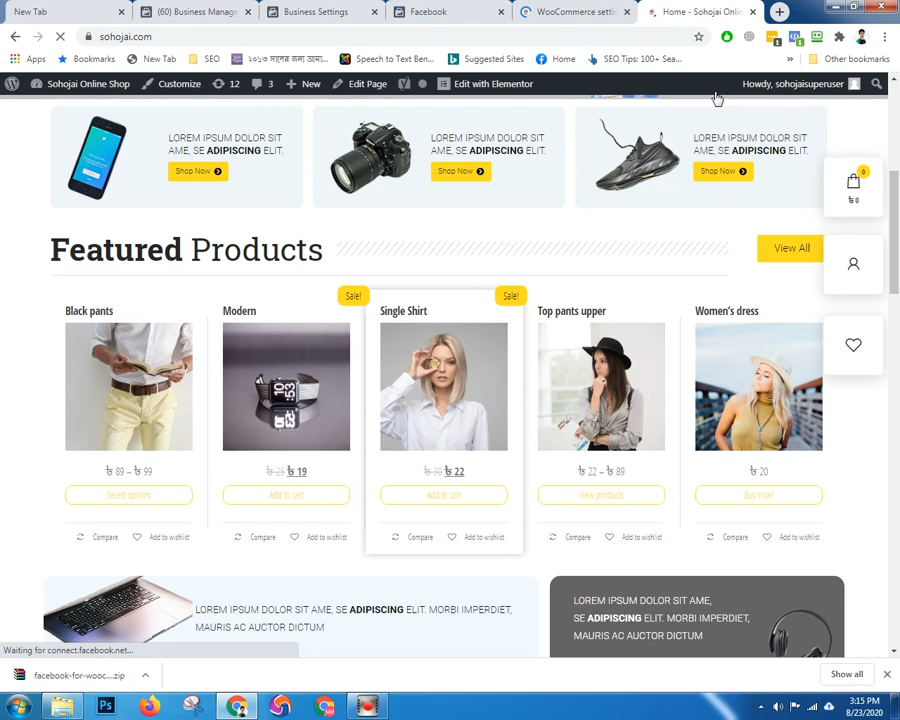 New Tab
(60) Business Manage
Business Settings
Facebook
WooCommerce settin
Home - Sohojai Onlin
sohojai.com
Apps
Bookmarks
New Tab
SEO
২০১৩ সালের জন্য আমা...
Speech to Text Ben...
Suggested Sites
Home
SEO Tips: 100+ Sea...
Other bookmarks
Sohojai Online Shop
Customize
12
3
New
Edit Page
Edit with Elementor
Howdy, sohojaisuperuser
LOREM IPSUM DOLOR SIT
AME, SE ADIPISCING ELIT.
Shop Now
LOREM IPSUM DOLOR SIT
AME, SE ADIPISCING ELIT.
Shop Now
LOREM IPSUM DOLOR SIT
AME, SE ADIPISCING ELIT.
Shop Now
0
৳ 0
Featured Products
View All
Sale!
Sale!
Black pants
Modern
Single Shirt
Top pants upper
Women's dress
৳ 89 – ৳ 99
৳ 25 ৳ 19
৳ 30 ৳ 22
৳ 22 – ৳ 89
৳ 20
Select options
Add to cart
Add to cart
View products
Buy now!
Compare
Add to wishlist
Compare
Add to wishlist
Compare
Add to wishlist
Compare
Add to wishlist
Compare
Add to wishlist
LOREM IPSUM DOLOR SIT AME, SE ADIPISCING ELIT. MORBI IMPERDIET,
MAURIS AC AUCTOR DICTUM
LOREM IPSUM DOLOR SIT AME,
SE ADIPISCING ELIT. MORBI IMPERDIET,
MAURIS AC AUCTOR DICTUM
Waiting for connect.facebook.net...
facebook-for-wooc....zip
Show all
3:15 PM
8/23/2020